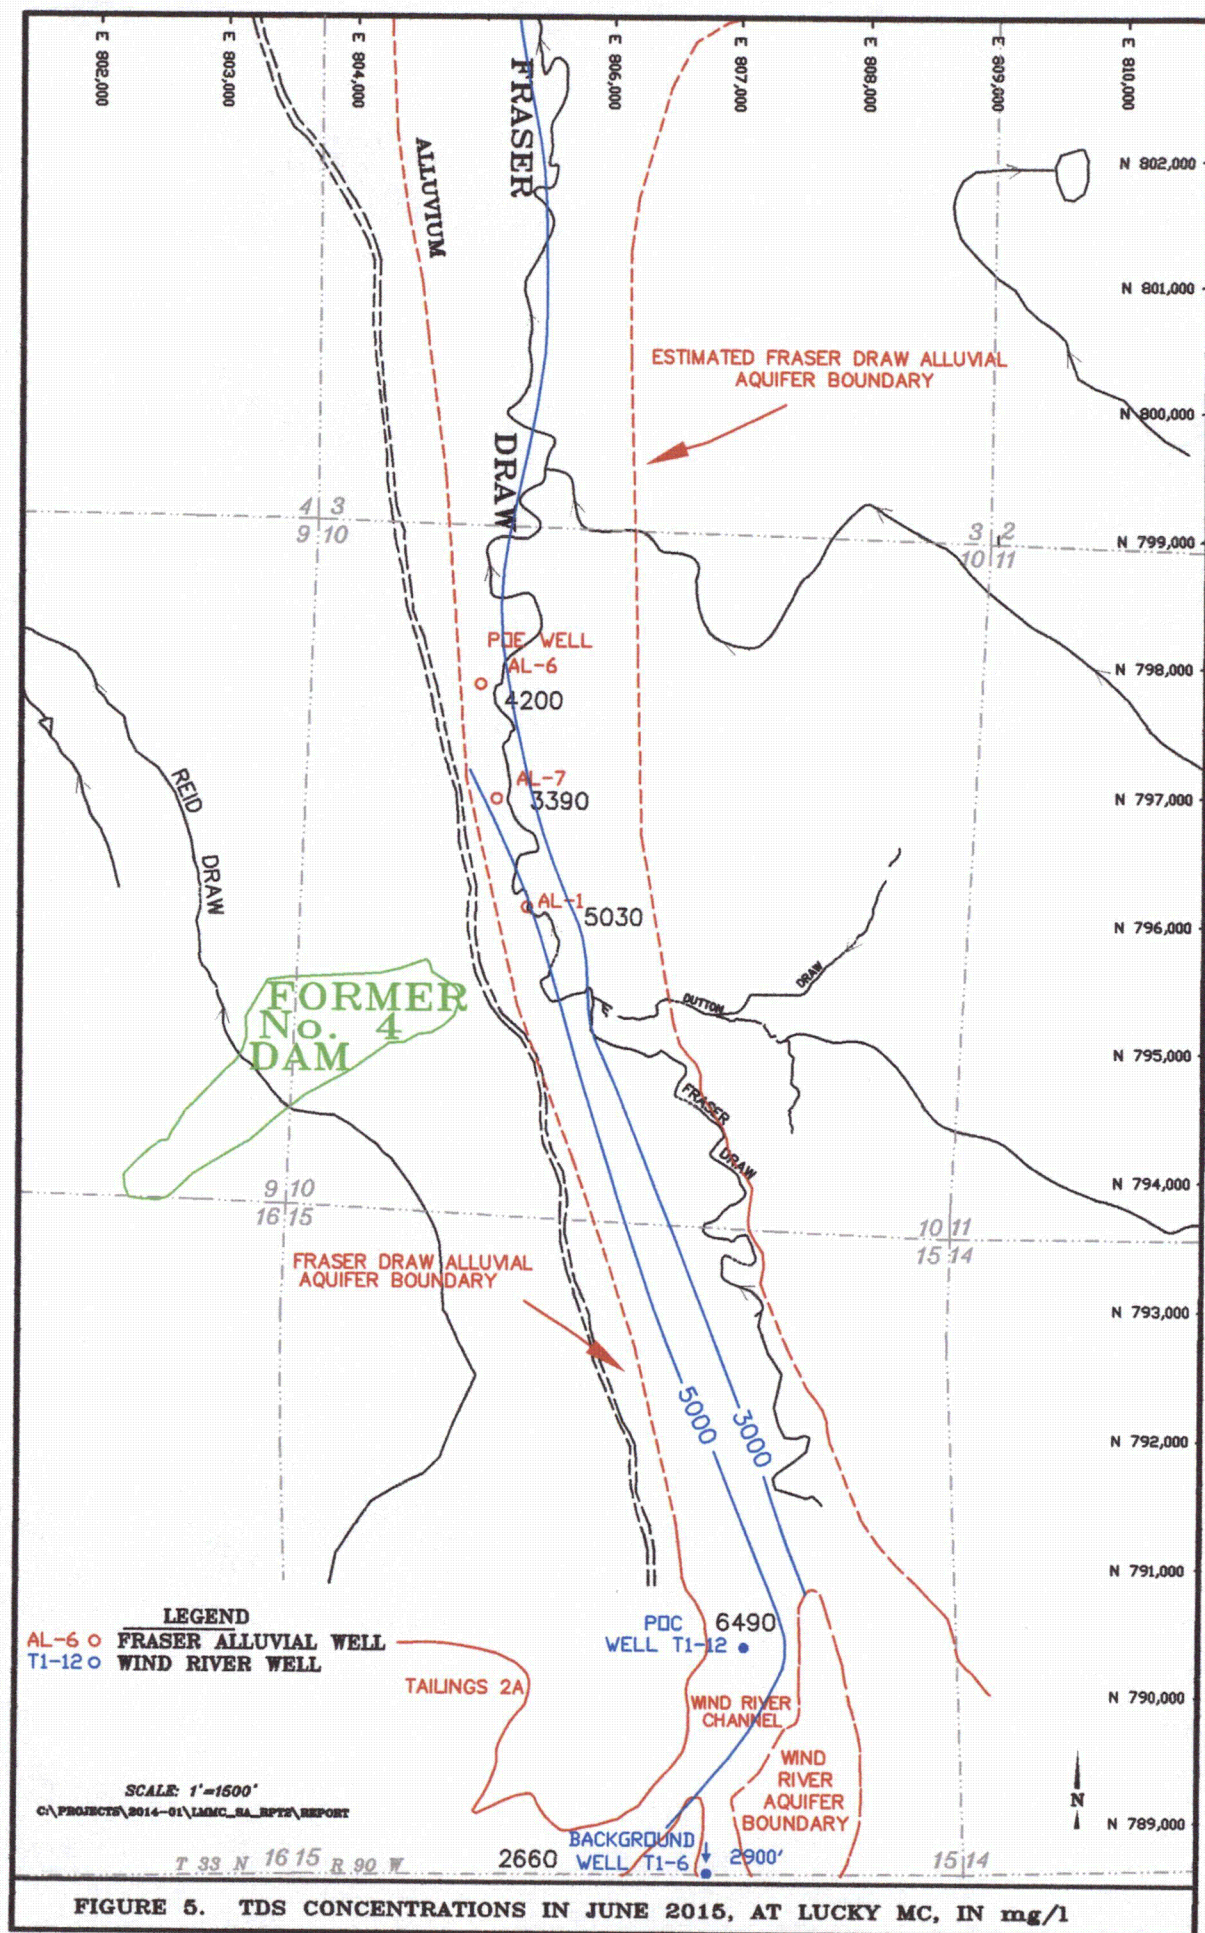 E 802,000
E 803,000
E 804,000
E 806,000
E 807,000
E 808,000
E 809,000
E 810,000
FRASER
ALLUVIUM
N 802,000
N 801,000
ESTIMATED FRASER DRAW ALLUVIAL
AQUIFER BOUNDARY
N 800,000
DRAW
4 3
9 10
3 2
10 11
N 799,000
POE WELL
AL-6
4200
N 798,000
REID
DRAW
AL-7
3390
N 797,000
AL-1
5030
N 796,000
FORMER
No. 4
DAM
DUTTON
DRAW
N 795,000
FRASER
DRAW
9 10
16 15
N 794,000
10 11
15 14
FRASER DRAW ALLUVIAL
AQUIFER BOUNDARY
N 793,000
5000
3000
N 792,000
N 791,000
LEGEND
AL-6 FRASER ALLUVIAL WELL
T1-12 WIND RIVER WELL
POC 6490
WELL T1-12
TAILINGS 2A
WIND RIVER
CHANNEL
N 790,000
WIND
RIVER
AQUIFER
BOUNDARY
SCALE: 1"=1600'
C:\PROJECTS\2014-01\LMMC_SA_RPTS\REPORT
N
N 789,000
BACKGROUND
WELL T1-6
2900'
2660
T 33 N 16 15 R 90 W
15 14
FIGURE 5. TDS CONCENTRATIONS IN JUNE 2015, AT LUCKY MC, IN mg/l